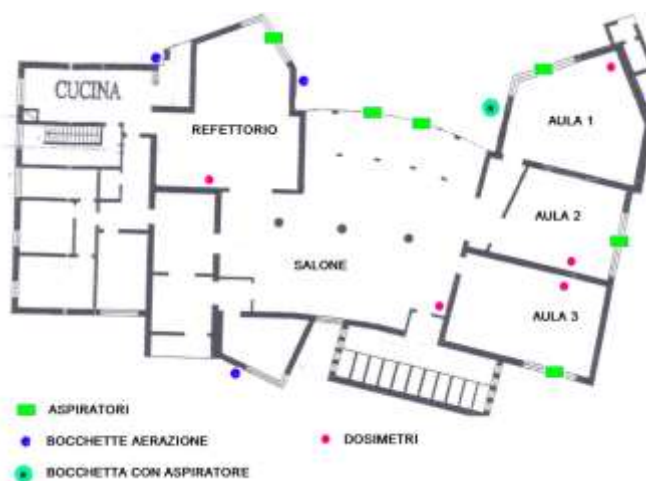 CUCINA
REFETTORIO
AULA 1
AULA 2
SALONE
AULA 3
ASPIRATORI
BOCCHETTE AERAZIONE
DOSIMETRI
BOCCHETTA CON ASPIRATORE